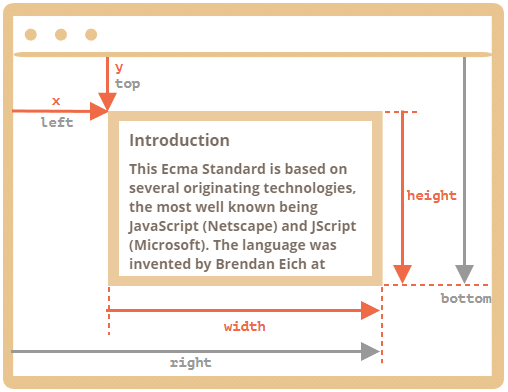 y
top
x
left
Introduction
This Ecma Standard is based on
several originating technologies,
the most well known being
JavaScript (Netscape) and JScript
(Microsoft). The language was
invented by Brendan Eich at
height
bottom
width
right